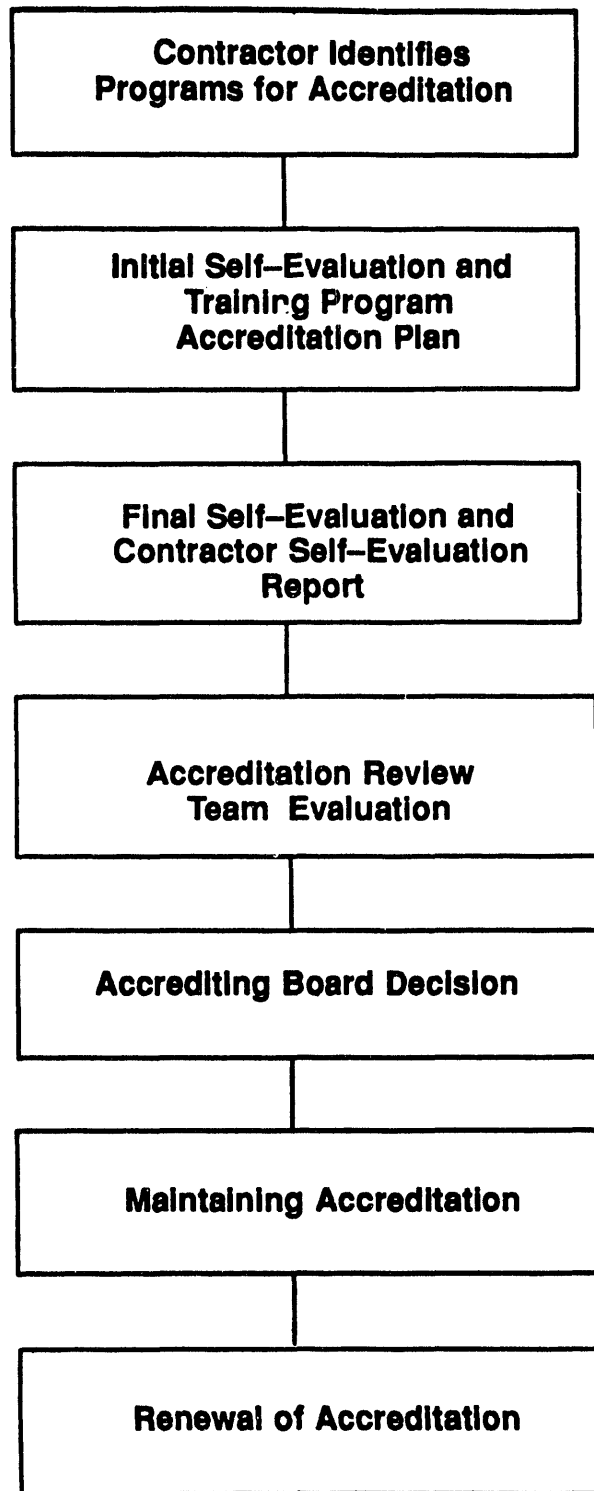 Contractor Identifies
Programs for Accreditation
Initial Self-Evaluation and
Training Program
Accreditation Plan
Final Self-Evaluation and
Contractor Self-Evaluation
Report
Accreditation Review
Team Evaluation
Accrediting Board Decision
Maintaining Accreditation
Renewal of Accreditation